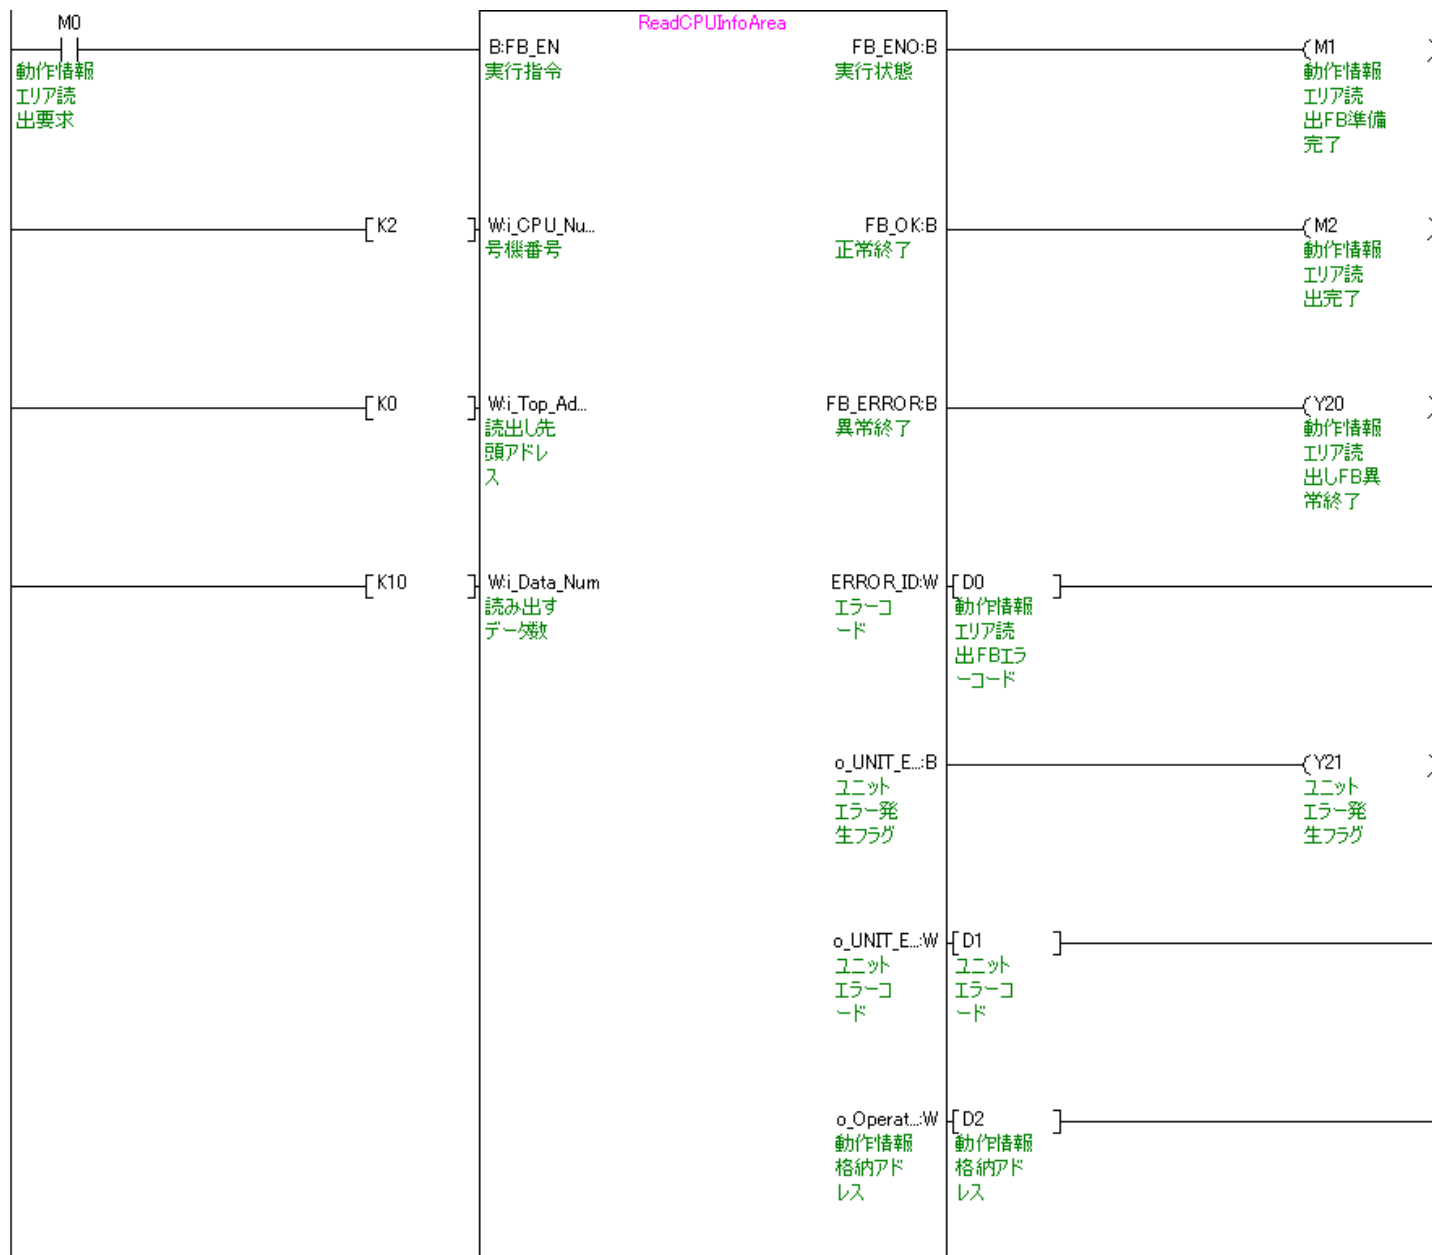 ReadCPUInfoArea
M0
動作情報
エリア読
出要求
B:FB_EN
実行指令
FB_ENO:B
実行状態
M1
動作情報
エリア読
出FB準備
完了
K2
W:i_CPU_Nu...
号機番号
FB_OK:B
正常終了
M2
動作情報
エリア読
出完了
K0
W:i_Top_Ad...
読出し先
頭アドレ
ス
FB_ERROR:B
異常終了
Y20
動作情報
エリア読
出しFB異
常終了
K10
W:i_Data_Num
読み出す
データ数
ERROR_ID:W
エラーコ
ード
D0
動作情報
エリア読
出FBエラ
ーコード
o_UNIT_E...:B
ユニット
エラー発
生フラグ
Y21
ユニット
エラー発
生フラグ
o_UNIT_E...:W
ユニット
エラーコ
ード
D1
ユニット
エラーコ
ード
o_Operat...:W
動作情報
格納アド
レス
D2
動作情報
格納アド
レス